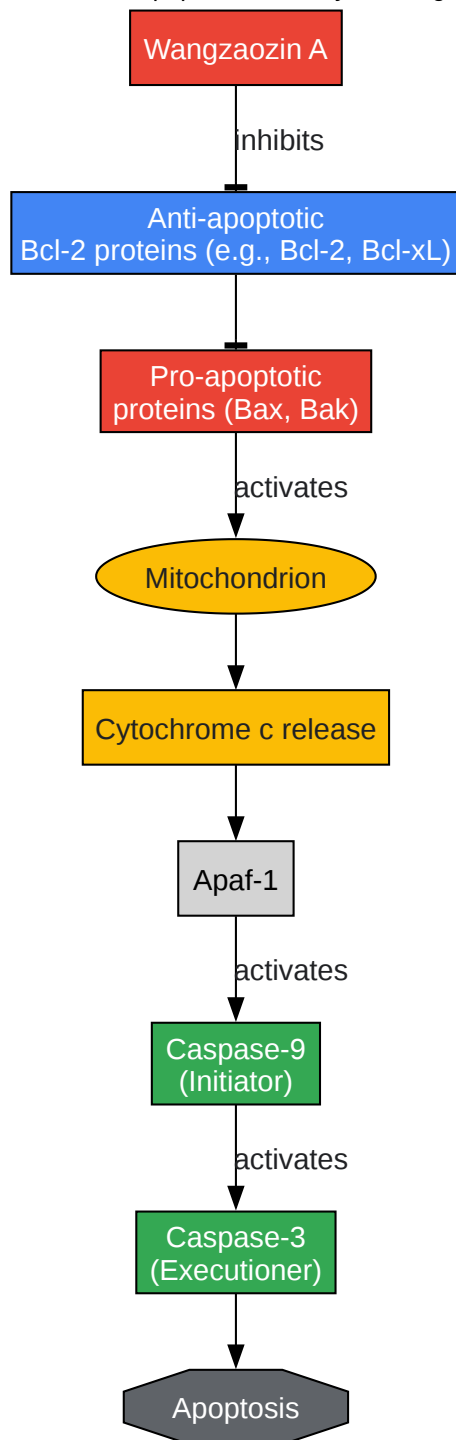 Wangzaozin A
inhibits
Anti-apoptotic
Bcl-2 proteins (e.g., Bcl-2, Bcl-xL)
Pro-apoptotic
proteins (Bax, Bak)
activates
Mitochondrion
Cytochrome c release
Apaf-1
activates
Caspase-9
(Initiator)
activates
Caspase-3
(Executioner)
Apoptosis